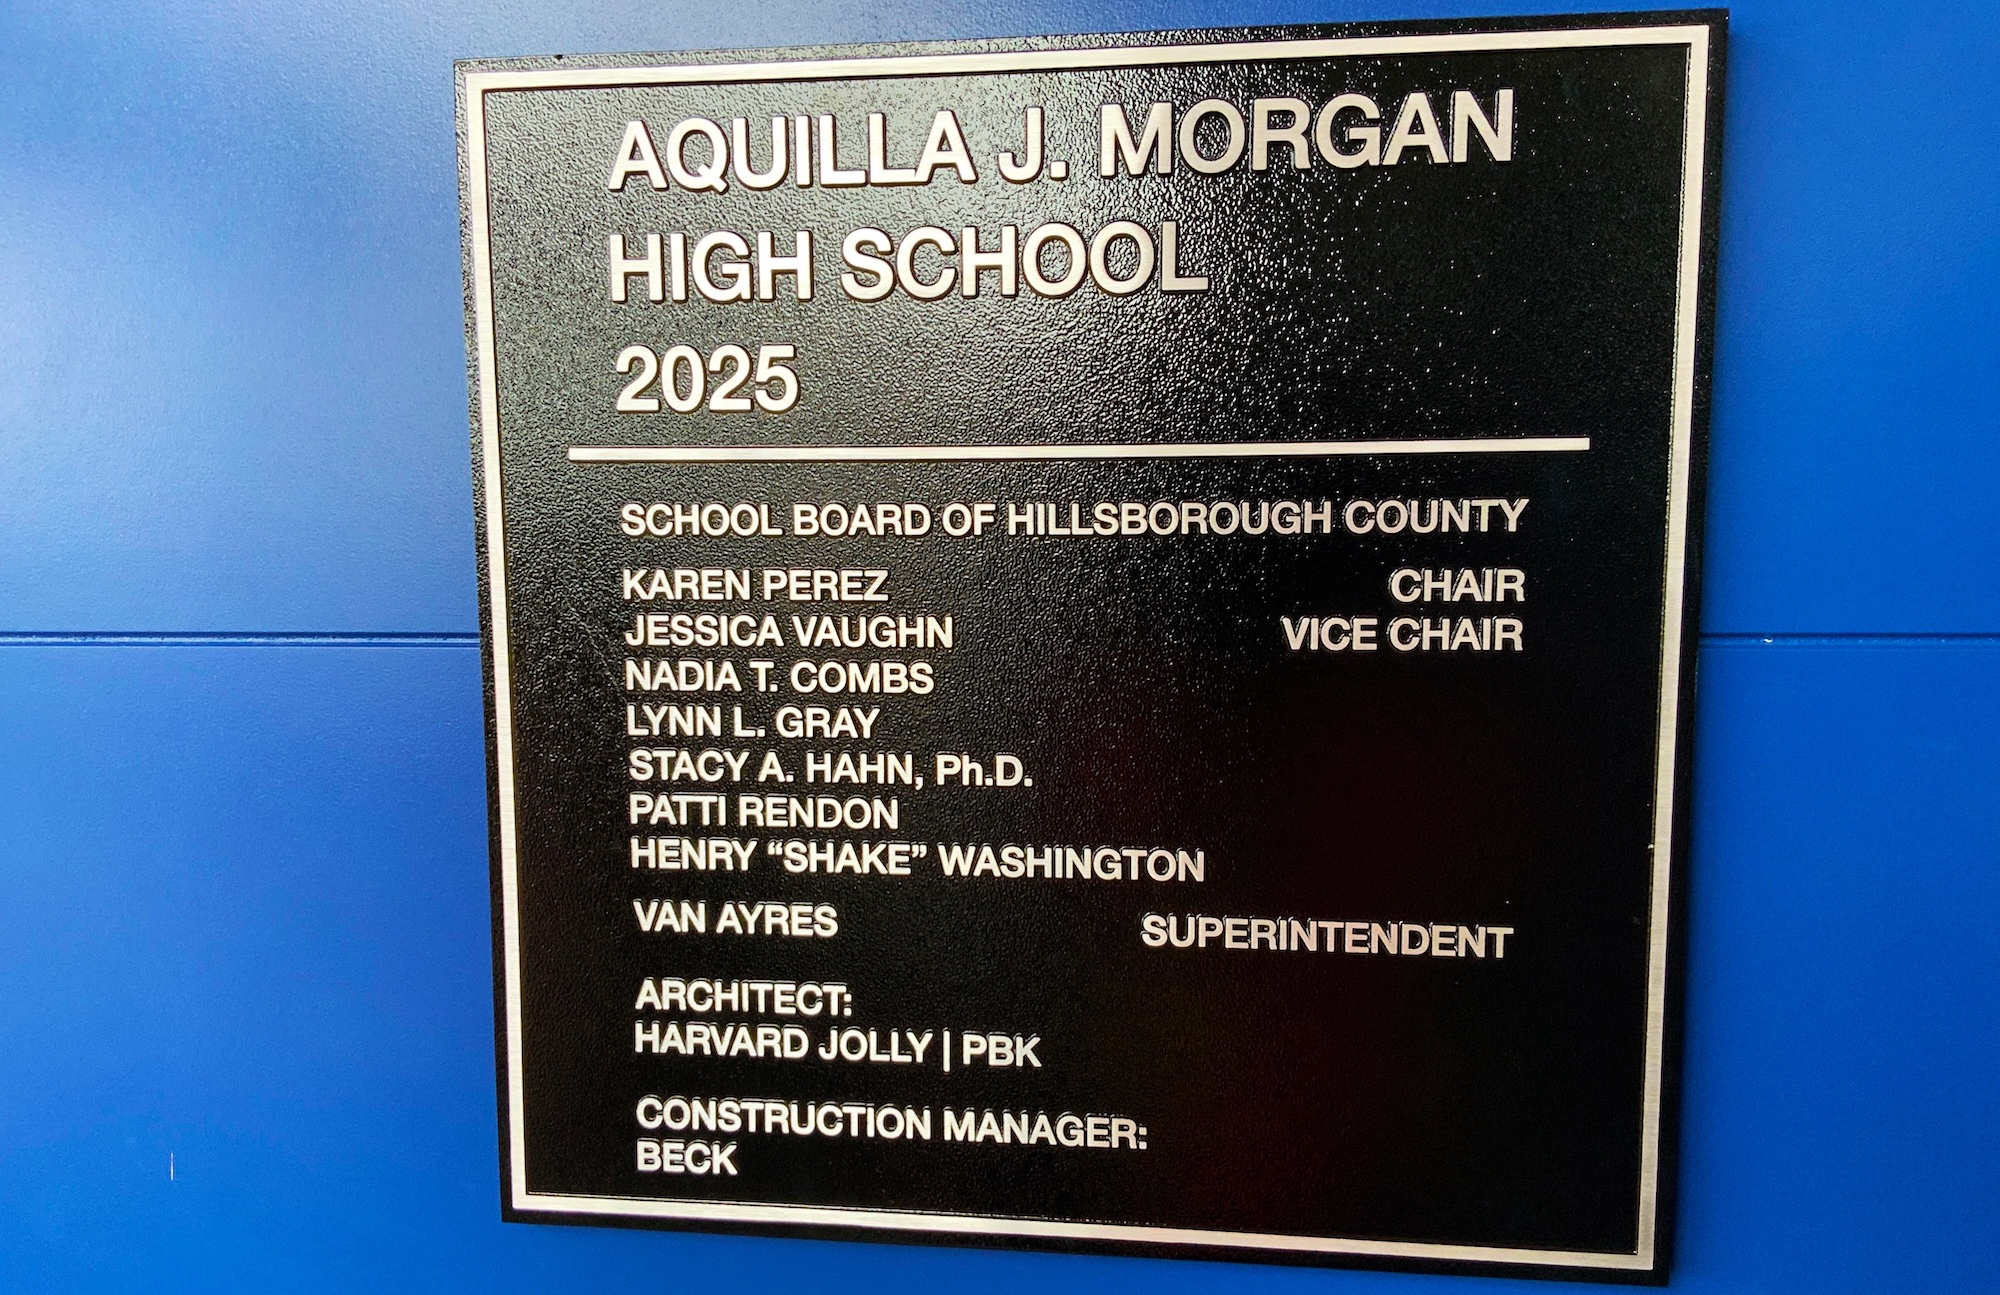 AQUILLA J. MORGAN
HIGH SCHOOL
2025
SCHOOL BOARD OF HILLSBOROUGH COUNTY
KAREN PEREZ CHAIR
JESSICA VAUGHN VICE CHAIR
NADIA T. COMBS
LYNN L. GRAY
STACY A. HAHN, Ph.D.
PATTI RENDON
HENRY “SHAKE” WASHINGTON
VAN AYRES SUPERINTENDENT
ARCHITECT:
HARVARD JOLLY | PBK
CONSTRUCTION MANAGER:
BECK